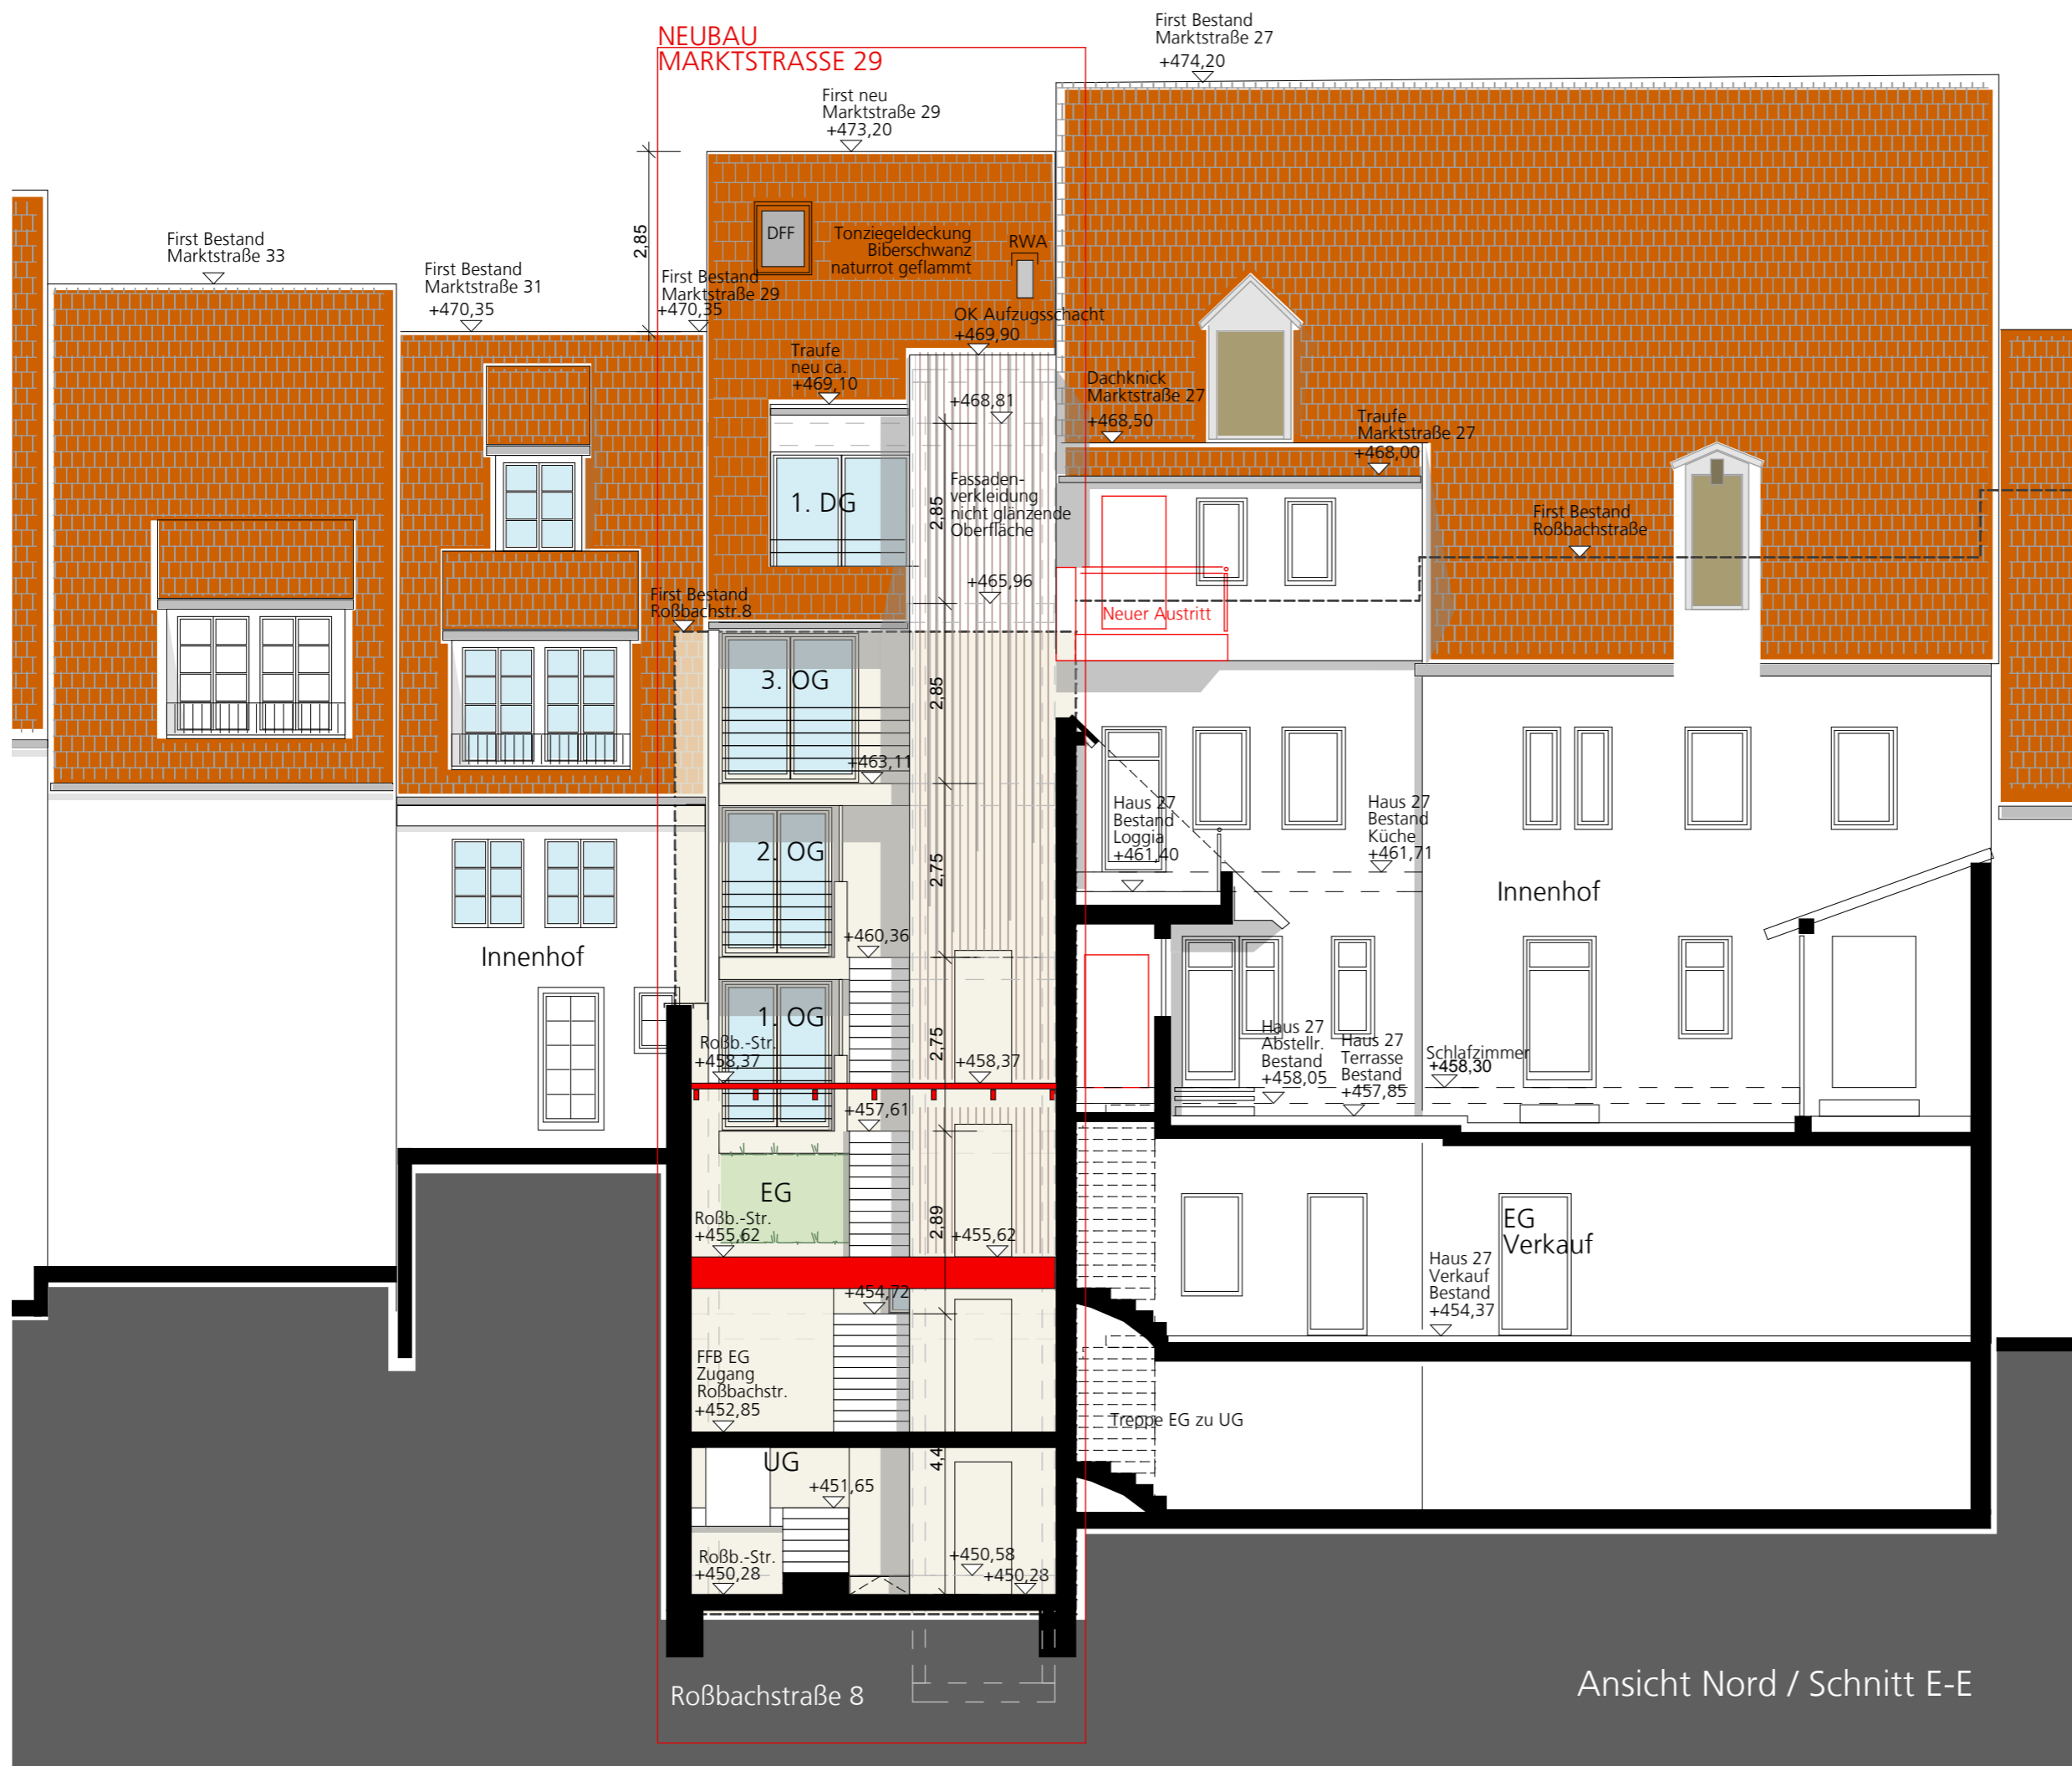 NEUBAU
MARKTSTRASSE 29
First Bestand
Marktstraße 27
+474,20
First neu
Marktstraße 29
+473,20
2,85
DFF
Tonziegeldeckung
Biberschwanz
naturrot geflammt
RWA
First Bestand
Marktstraße 33
First Bestand
Marktstraße 31
+470,35
First Bestand
Marktstraße 29
+470,35
OK Aufzugsschacht
+469,90
Traufe
neu ca.
+469,10
+468,81
Dachknick
Marktstraße 27
+468,50
Traufe
Marktstraße 27
+468,00
1. DG
2,85
Fassaden-
verkleidung
nicht glänzende
Oberfläche
First Bestand
Roßbachstraße
+465,96
First Bestand
Roßbachstr.8
Neuer Austritt
3. OG
2,85
+463,11
Haus 27
Bestand
Loggia
+461,40
Haus 27
Bestand
Küche
+461,71
2. OG
2,75
Innenhof
+460,36
Innenhof
1. OG
2,75
Roßb.-Str.
+458,37
+458,37
Haus 27
Abstellr.
Bestand
+458,05
Haus 27
Terrasse
Bestand
+457,85
Schlafzimmer
+458,30
+457,61
EG
2,89
Roßb.-Str.
+455,62
+455,62
EG
Verkauf
Haus 27
Verkauf
Bestand
+454,37
+454,72
FFB EG
Zugang
Roßbachstr.
+452,85
Treppe EG zu UG
UG
+451,65
Roßb.-Str.
+450,28
+450,58
+450,28
Roßbachstraße 8
Ansicht Nord / Schnitt E-E